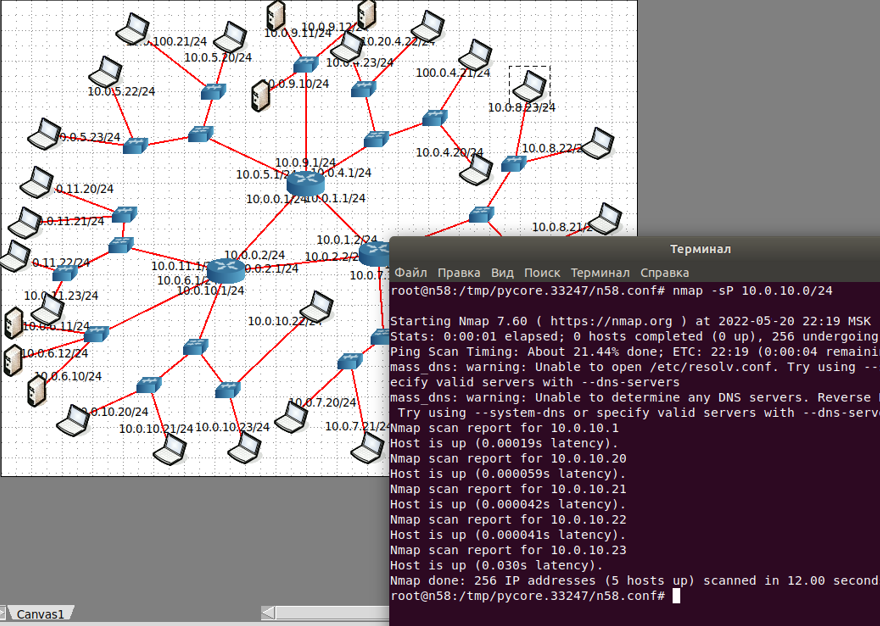 10.0.9.12/
10.0.9.11/24
.100.21/24
10.20.4.22/24
10.0.5.20/24
.4.23/24
100.0.4.21/24
10.0.5.22/24
.0.9.10/24
10.0.8.23/24
.0.5.23/24
10.0.8.22/2
10.0.4.20/24
10.0.9.1/24
10.0.5.1/24
.0.4.1/24
.0.11.20/24
10.0.0.1/24
.0.1.1/24
.0.11.21/24
10.0.8.21/2
10.0.1.2/24
10.0.0.2/24
10.0.2.2/2
.11.22/24
10.0.11.1/
.0.2.1/24
10.0.6.1/
10.0.7.
10.0.10.1/24
10.0.11.23/24
10.0.10.22/
.0.6.11/24
10.0.6.12/24
10.0.6.10/24
.0.10.20/24
10.0.7.20/24
10.0.10.21/24
10.0.10.23/24
10.0.7.21/24
Canvas1
Терминал
Файл Правка Вид Поиск Терминал Справка
root@n58:/tmp/pycore.33247/n58.conf# nmap -sP 10.0.10.0/24
Starting Nmap 7.60 ( https://nmap.org ) at 2022-05-20 22:19 MSK
Stats: 0:00:01 elapsed; 0 hosts completed (0 up), 256 undergoing
Ping Scan Timing: About 21.44% done; ETC: 22:19 (0:00:04 remaini
mass_dns: warning: Unable to open /etc/resolv.conf. Try using --
ecify valid servers with --dns-servers
mass_dns: warning: Unable to determine any DNS servers. Reverse
Try using --system-dns or specify valid servers with --dns-serve
Nmap scan report for 10.0.10.1
Host is up (0.00019s latency).
Nmap scan report for 10.0.10.20
Host is up (0.000059s latency).
Nmap scan report for 10.0.10.21
Host is up (0.000042s latency).
Nmap scan report for 10.0.10.22
Host is up (0.000041s latency).
Nmap scan report for 10.0.10.23
Host is up (0.030s latency).
Nmap done: 256 IP addresses (5 hosts up) scanned in 12.00 second
root@n58:/tmp/pycore.33247/n58.conf#